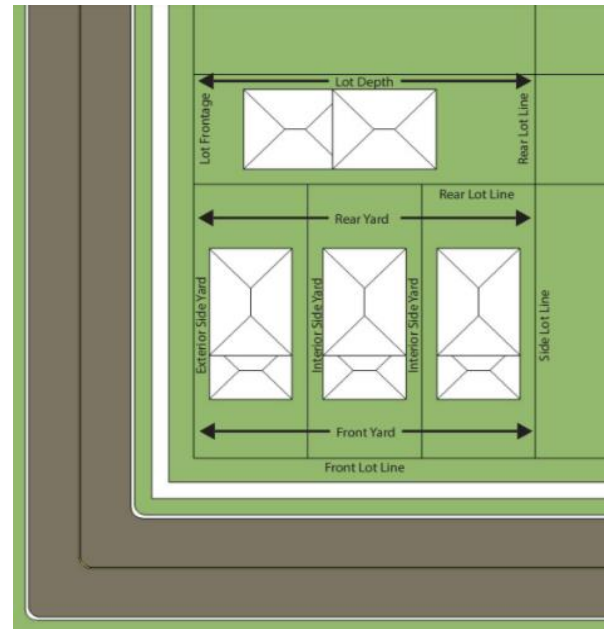 Lot Depth
Lot Frontage
Rear Lot Line
Rear Lot Line
Rear Yard
Exterior Side Yard
Interior Side Yard
Interior Side Yard
Side Lot Line
Front Yard
Front Lot Line